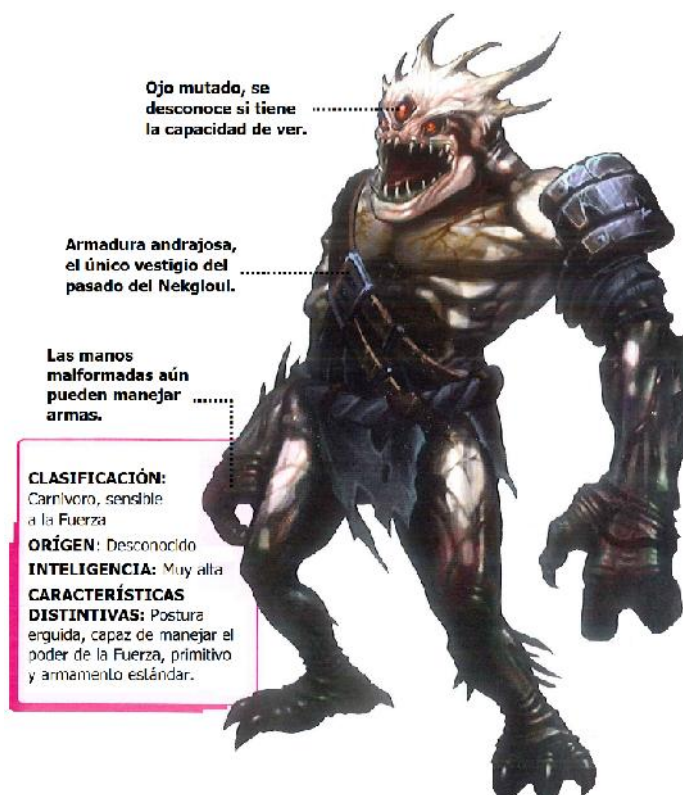 Ojo mutado, se
desconoce si tiene
la capacidad de ver.
Armadura andrajosa,
el único vestigio del
pasado del Nekgloul.
Las manos
malformadas aún
pueden manejar
armas.
CLASIFICACIÓN:
Carnivoro, sensible
a la Fuerza
ORÍGEN: Desconocido
INTELIGENCIA: Muy alta
CARACTERÍSTICAS
DISTINTIVAS: Postura
erguida, capaz de manejar el
poder de la Fuerza, primitivo
y armamento estándar.